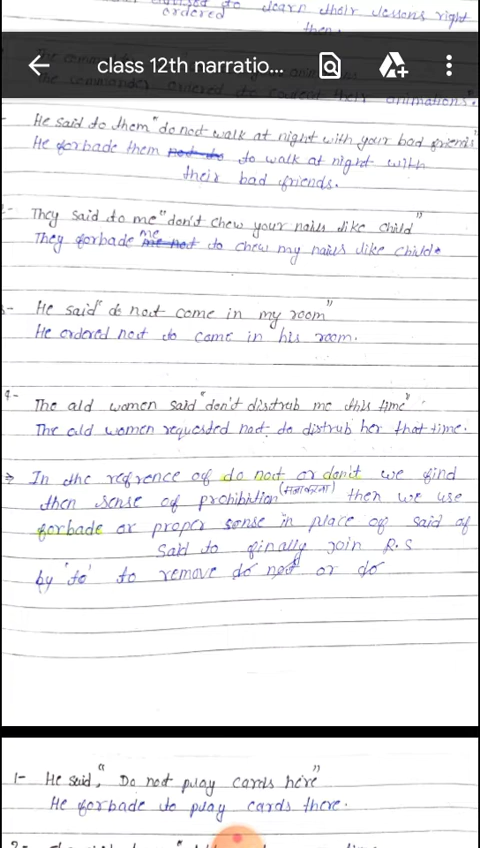 ordered to learn their lessons right
then.
class 12th narratio...
- He said to them "do not walk at night with your bad friends"
He forbade them to walk at night with
their bad friends.
They said to me "don't chew your nails like child"
They forbade me to chew my nails like child.
- He said "do not come in my room"
He ordered not to come in his room.
4- The old women said "don't distrub me this time"
The old women requested not to distrub her that time.
⇒ In the refrence of do not or don't we find
then sense of prohibition (मना करना) then we use
forbade or proper sense in place of said of
said to finally join R.S
by 'to' to remove do not or do
1- He said, "Do not play cards here"
He forbade to play cards there.